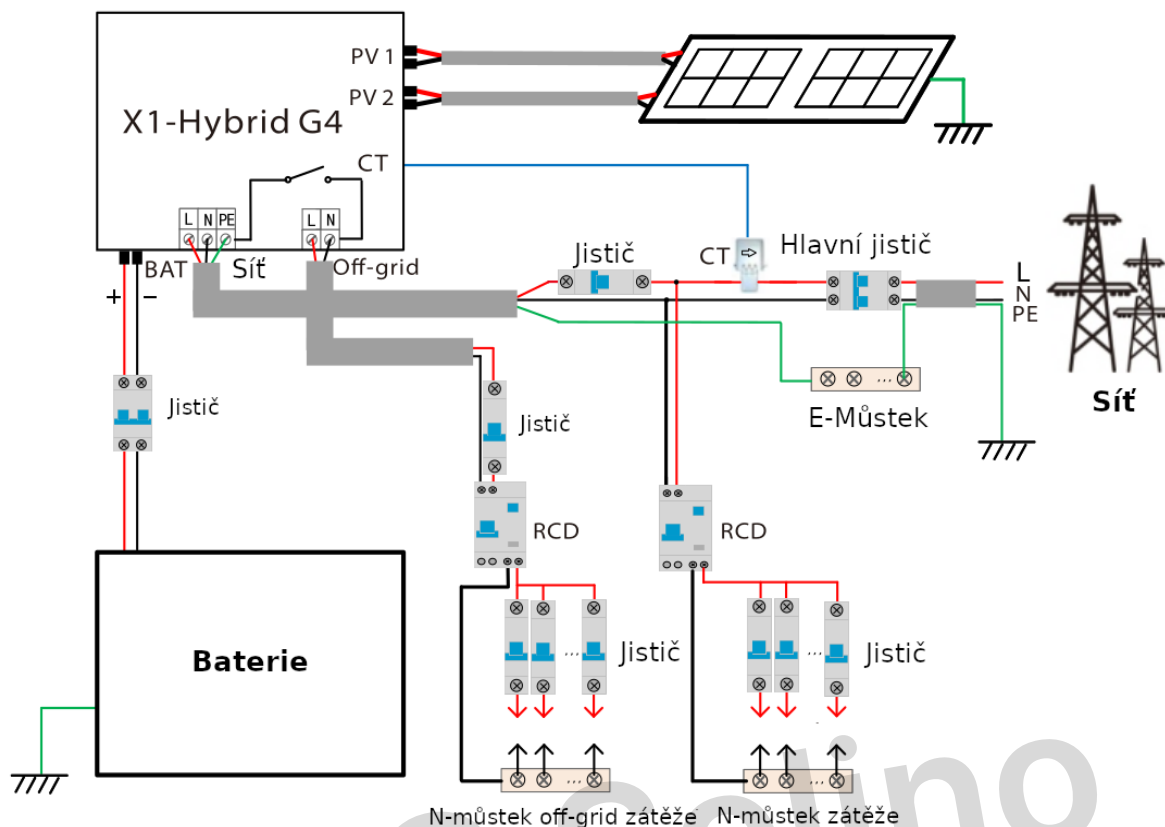 PV 1
PV 2
X1-Hybrid G4
CT
L N PE
L N
BAT
Síť
Off-grid
+ −
Jistič
CT
Hlavní jistič
L
N
PE
Síť
E-Můstek
Jistič
Jistič
RCD
RCD
Baterie
Jistič
Jistič
N-můstek off-grid zátěže
N-můstek zátěže